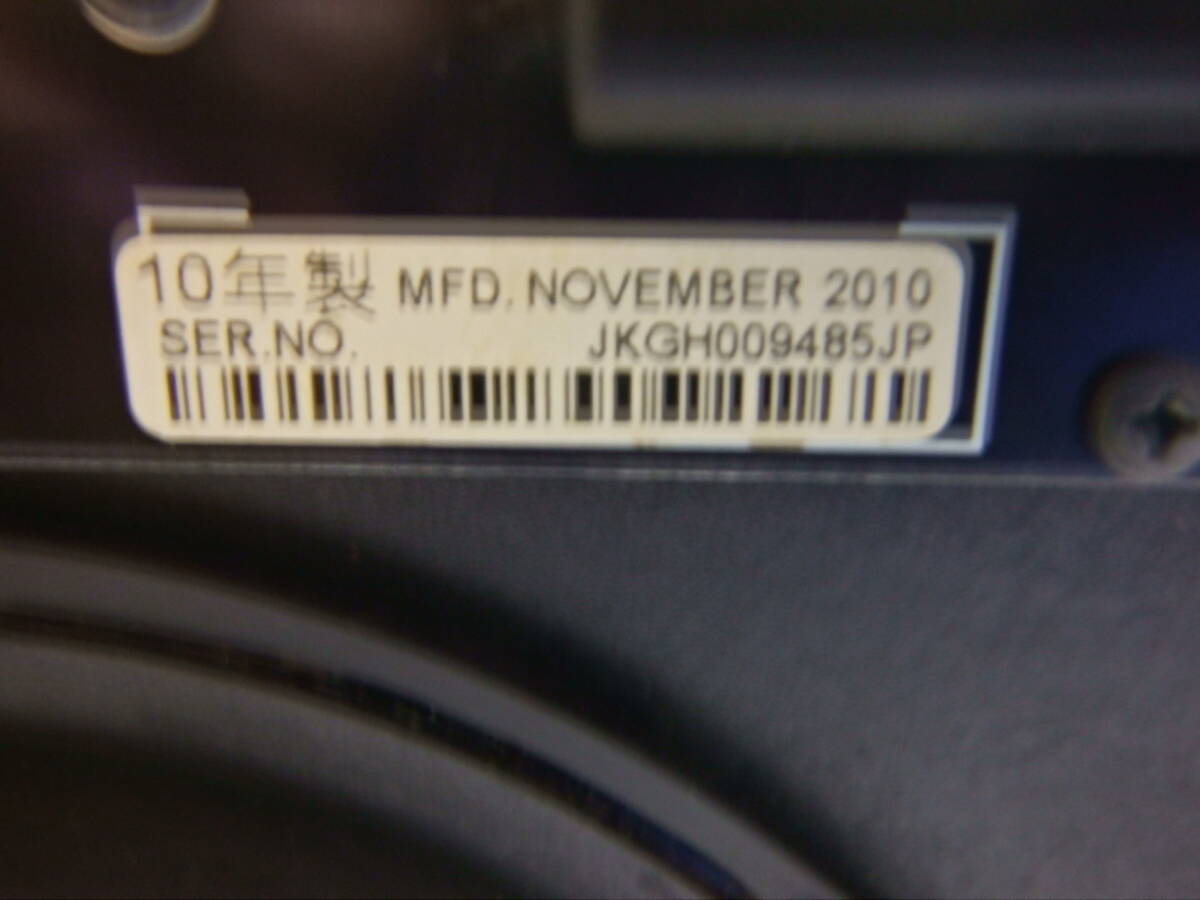 10年製 MFD. NOVEMBER 2010
SER.NO. JKGH009485JP